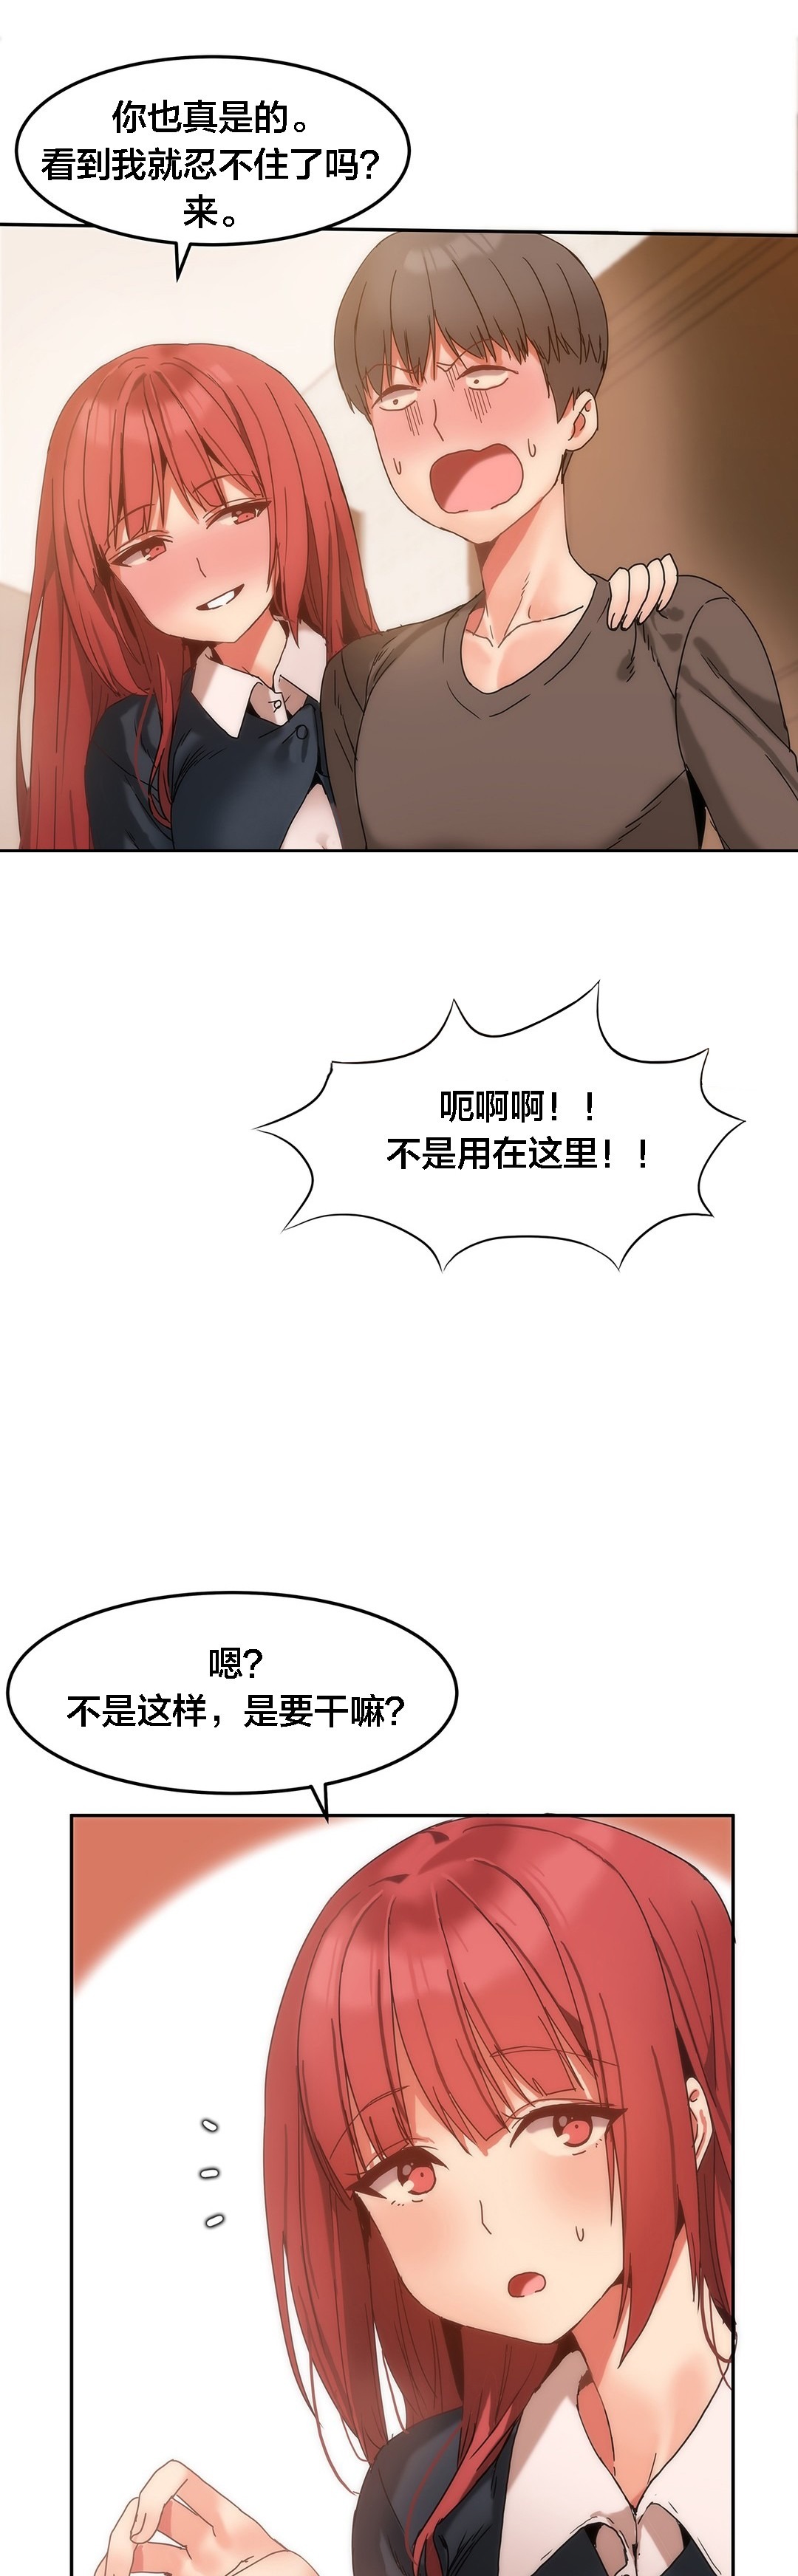 你也真是的。
看到我就忍不住了吗?
来。
呃啊啊！！
不是用在这里！！
嗯?
不是这样，是要干嘛?